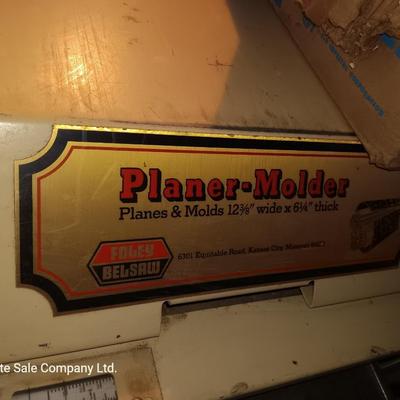 Planer-Molder
Planes & Molds 12⅜" wide x 6¼" thick
FOLEY
BELSAW
6301 Equitable Road, Kansas City, Missouri
te Sale Company Ltd.